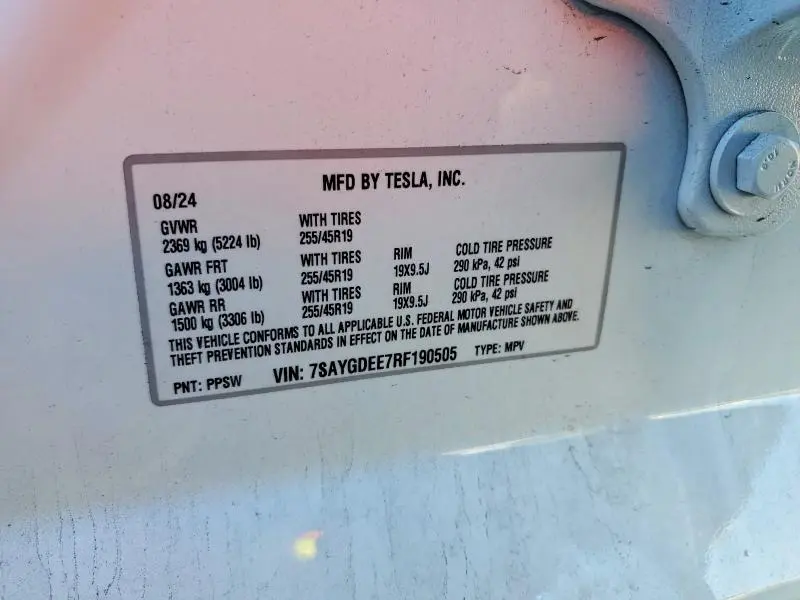 MFD BY TESLA, INC.
08/24
GVWR WITH TIRES
2369 kg (5224 lb) 255/45R19
GAWR FRT WITH TIRES RIM COLD TIRE PRESSURE
1363 kg (3004 lb) 255/45R19 19X9.5J 290 kPa, 42 psi
GAWR RR WITH TIRES RIM COLD TIRE PRESSURE
1500 kg (3306 lb) 255/45R19 19X9.5J 290 kPa, 42 psi
THIS VEHICLE CONFORMS TO ALL APPLICABLE U.S. FEDERAL MOTOR VEHICLE SAFETY AND
THEFT PREVENTION STANDARDS IN EFFECT ON THE DATE OF MANUFACTURE SHOWN ABOVE.
PNT: PPSW VIN: 7SAYGDEE7RF190505 TYPE: MPV